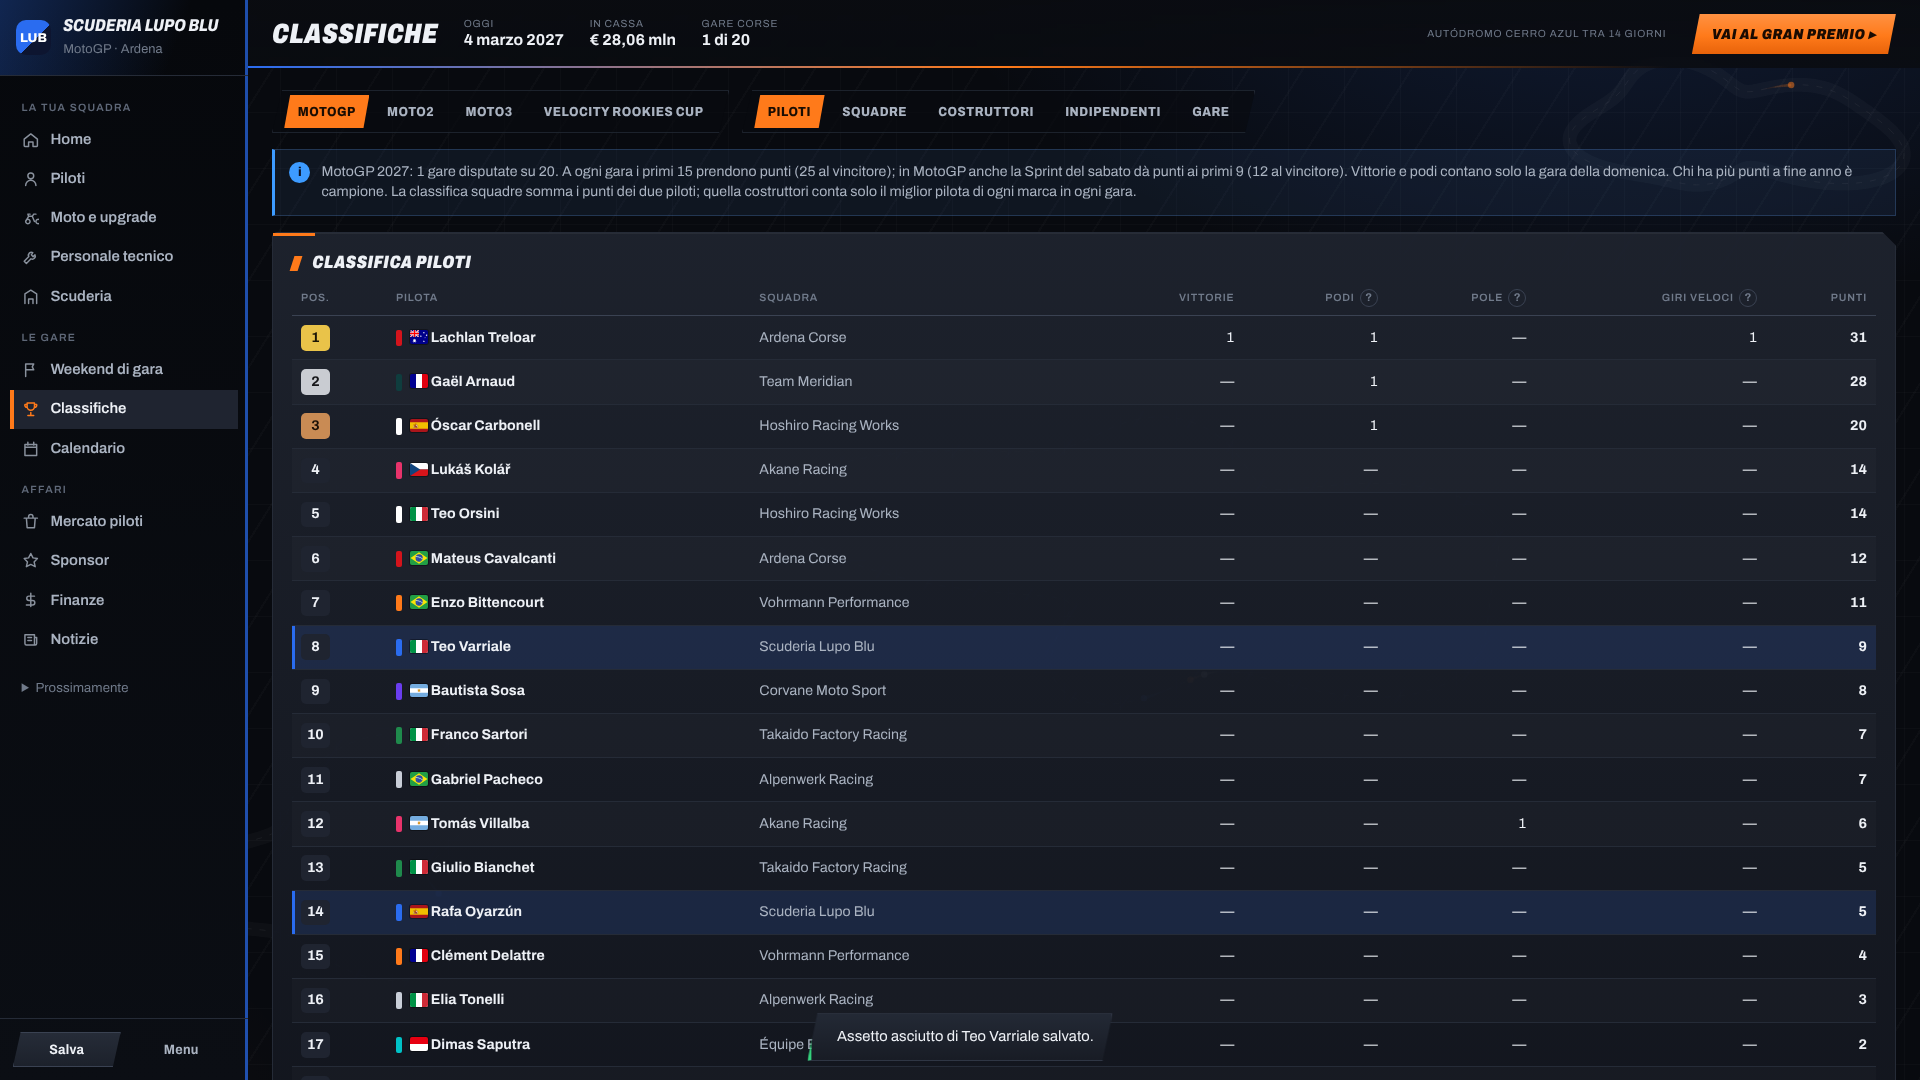 LUB
SCUDERIA LUPO BLU
MotoGP · Ardena
CLASSIFICHE
OGGI
4 marzo 2027
IN CASSA
€ 28,06 mln
GARE CORSE
1 di 20
AUTÓDROMO CERRO AZUL TRA 14 GIORNI
VAI AL GRAN PREMIO ▸
LA TUA SQUADRA
Home
Piloti
Moto e upgrade
Personale tecnico
Scuderia
LE GARE
Weekend di gara
Classifiche
Calendario
AFFARI
Mercato piloti
Sponsor
Finanze
Notizie
▸ Prossimamente
Salva
Menu
MOTOGP MOTO2 MOTO3 VELOCITY ROOKIES CUP
PILOTI SQUADRE COSTRUTTORI INDIPENDENTI GARE
i
MotoGP 2027: 1 gare disputate su 20. A ogni gara i primi 15 prendono punti (25 al vincitore); in MotoGP anche la Sprint del sabato dà punti ai primi 9 (12 al vincitore). Vittorie e podi contano solo la gara della domenica. Chi ha più punti a fine anno è
campione. La classifica squadre somma i punti dei due piloti; quella costruttori conta solo il miglior pilota di ogni marca in ogni gara.
CLASSIFICA PILOTI
POS. PILOTA SQUADRA VITTORIE PODI ? POLE ? GIRI VELOCI ? PUNTI
1 Lachlan Treloar Ardena Corse 1 1 — 1 31
2 Gaël Arnaud Team Meridian — 1 — — 28
3 Óscar Carbonell Hoshiro Racing Works — 1 — — 20
4 Lukáš Kolář Akane Racing — — — — 14
5 Teo Orsini Hoshiro Racing Works — — — — 14
6 Mateus Cavalcanti Ardena Corse — — — — 12
7 Enzo Bittencourt Vohrmann Performance — — — — 11
8 Teo Varriale Scuderia Lupo Blu — — — — 9
9 Bautista Sosa Corvane Moto Sport — — — — 8
10 Franco Sartori Takaido Factory Racing — — — — 7
11 Gabriel Pacheco Alpenwerk Racing — — — — 7
12 Tomás Villalba Akane Racing — — 1 — 6
13 Giulio Bianchet Takaido Factory Racing — — — — 5
14 Rafa Oyarzún Scuderia Lupo Blu — — — — 5
15 Clément Delattre Vohrmann Performance — — — — 4
16 Elia Tonelli Alpenwerk Racing — — — — 3
17 Dimas Saputra Équipe — — — — 2
Assetto asciutto di Teo Varriale salvato.